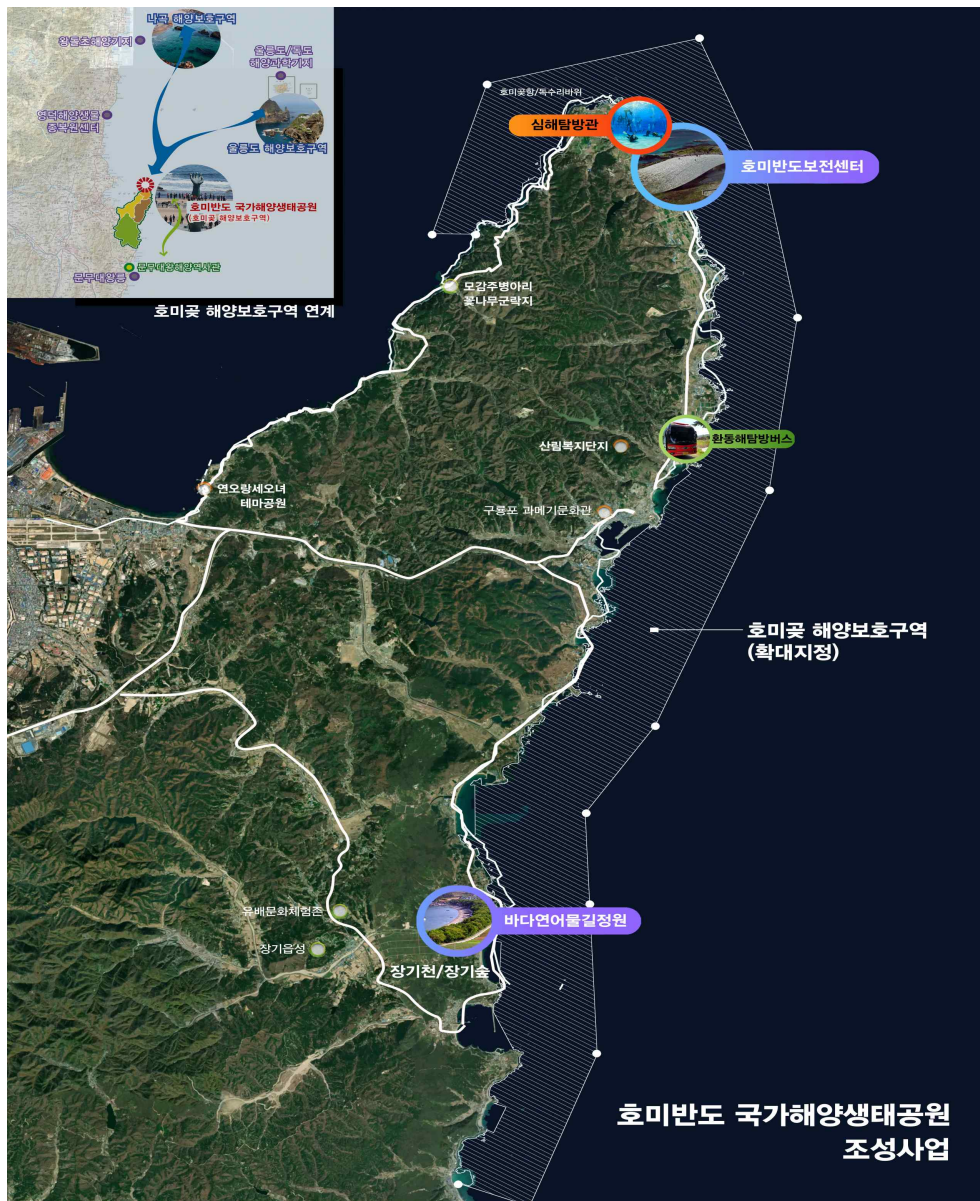 나곡 해양보호구역
왕돌초해양기지
울릉도/독도
해양과학기지
영덕해양생물
종복원센터
울릉도 해양보호구역
호미반도 국가해양생태공원
(호미곶 해양보호구역)
문무대왕해양역사관
문무대왕릉
호미곶 해양보호구역 연계
호미곶항/독수리바위
심해탐방관
호미반도보전센터
모감주병아리
꽃나무군락지
산림복지단지
환동해탐방버스
연오랑세오녀
테마공원
구룡포 과메기문화관
호미곶 해양보호구역
(확대지정)
유배문화체험촌
장기읍성
바다연어물길정원
장기천/장기숲
호미반도 국가해양생태공원
조성사업